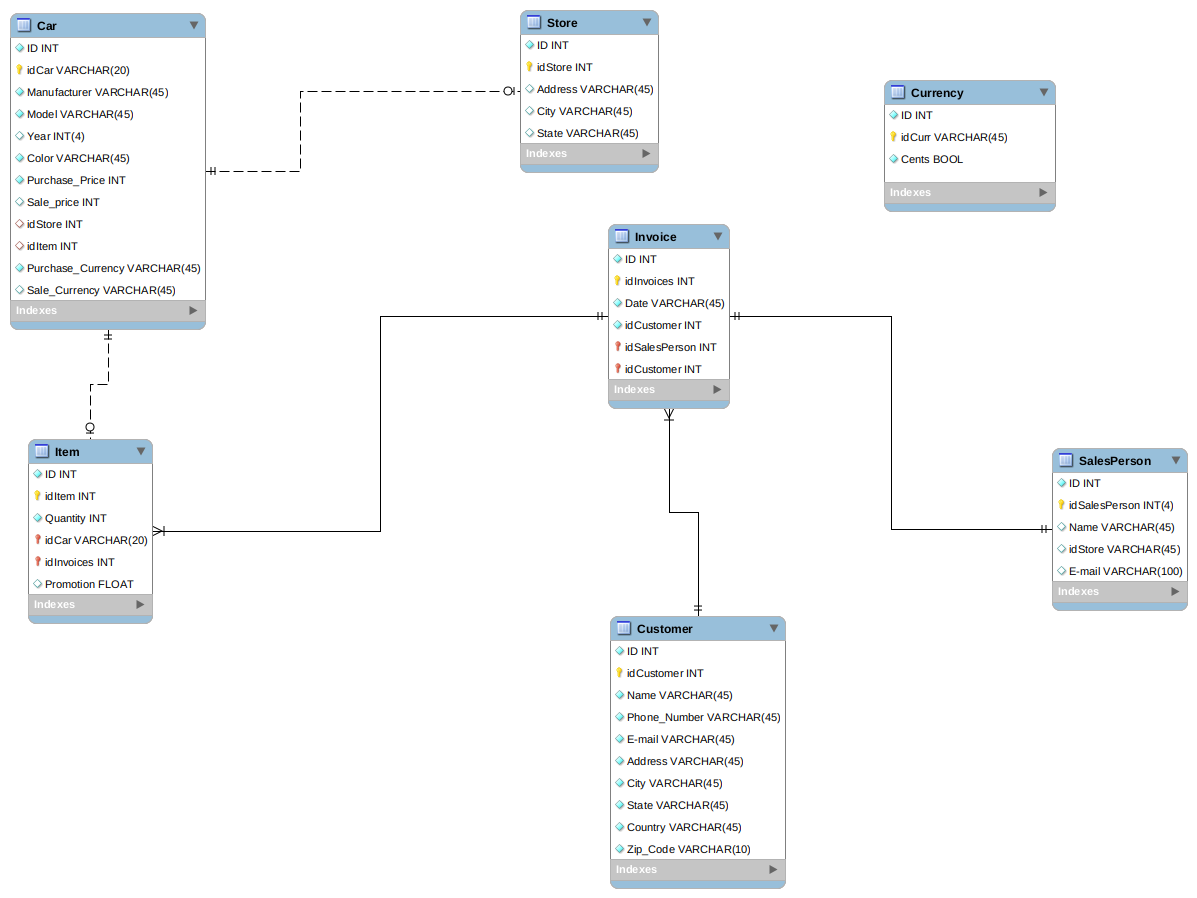 Car
ID INT
idCar VARCHAR(20)
Manufacturer VARCHAR(45)
Model VARCHAR(45)
Year INT(4)
Color VARCHAR(45)
Purchase_Price INT
Sale_price INT
idStore INT
idItem INT
Purchase_Currency VARCHAR(45)
Sale_Currency VARCHAR(45)
Indexes
Store
ID INT
idStore INT
Address VARCHAR(45)
City VARCHAR(45)
State VARCHAR(45)
Indexes
Currency
ID INT
idCurr VARCHAR(45)
Cents BOOL
Indexes
Invoice
ID INT
idInvoices INT
Date VARCHAR(45)
idCustomer INT
idSalesPerson INT
idCustomer INT
Indexes
Item
ID INT
idItem INT
Quantity INT
idCar VARCHAR(20)
idInvoices INT
Promotion FLOAT
Indexes
SalesPerson
ID INT
idSalesPerson INT(4)
Name VARCHAR(45)
idStore VARCHAR(45)
E-mail VARCHAR(100)
Indexes
Customer
ID INT
idCustomer INT
Name VARCHAR(45)
Phone_Number VARCHAR(45)
E-mail VARCHAR(45)
Address VARCHAR(45)
City VARCHAR(45)
State VARCHAR(45)
Country VARCHAR(45)
Zip_Code VARCHAR(10)
Indexes